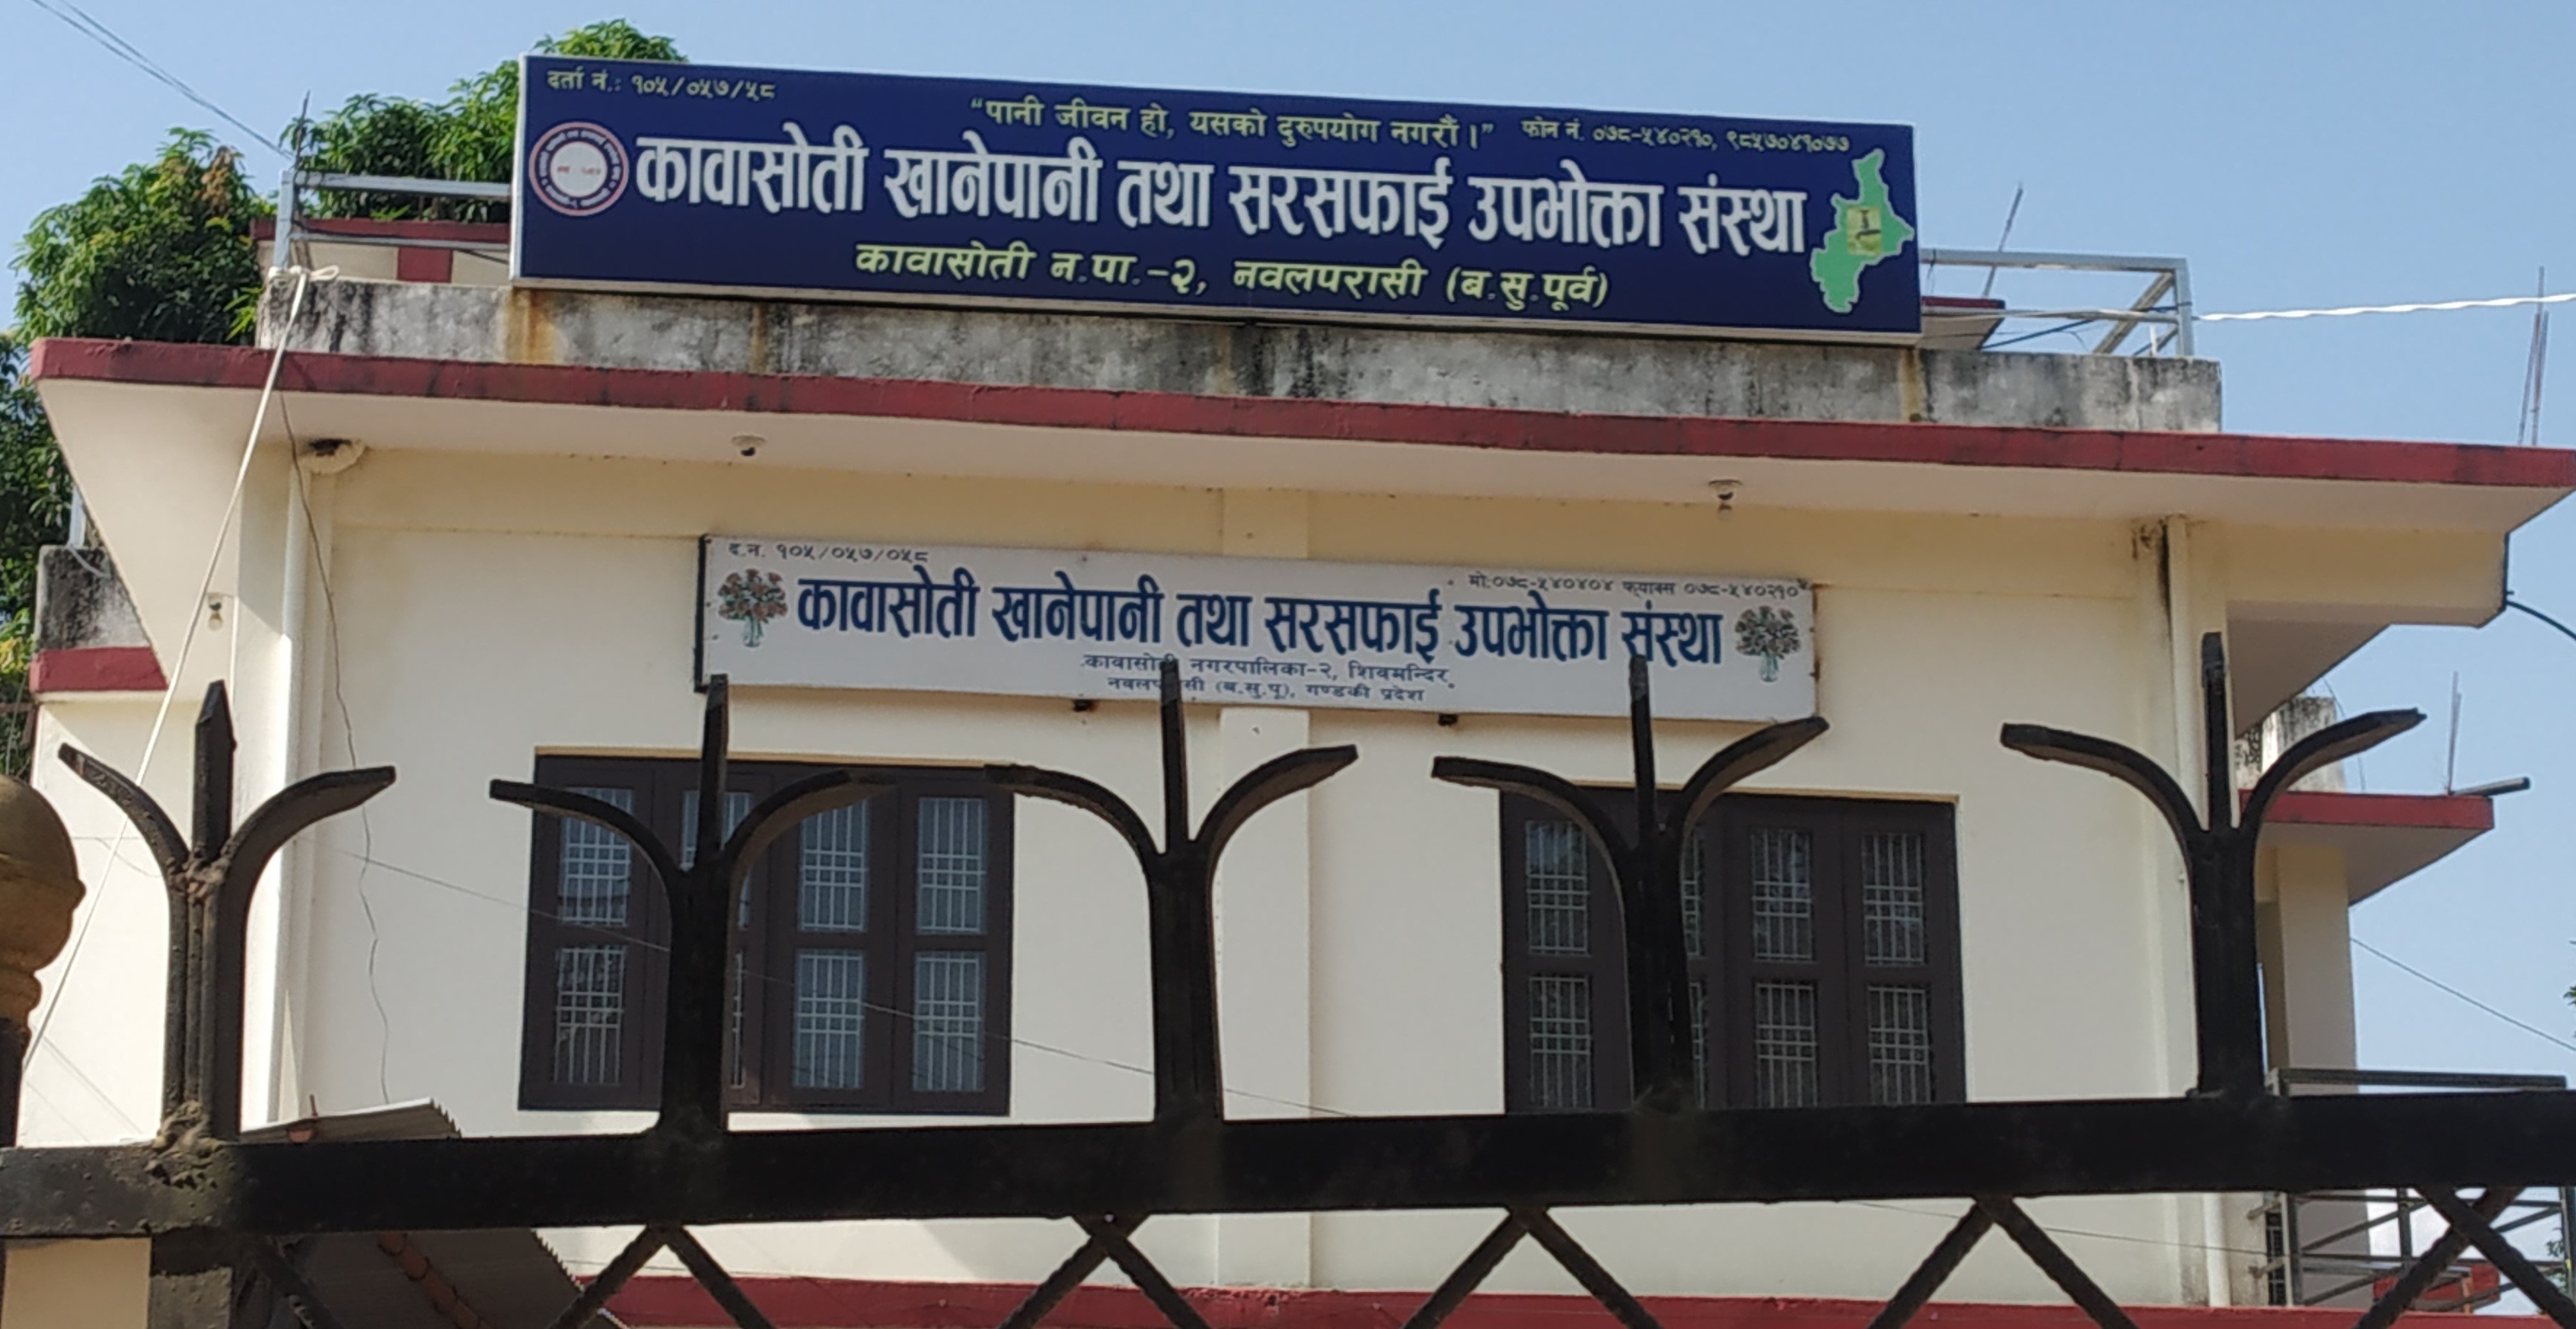 दर्ता नं.: १०५/०५७/५८
"पानी जीवन हो, यसको दुरुपयोग नगरौं।" फोन नं. ०७८-५४०२१०, ९८५७०४१०७७
कावासोती खानेपानी तथा सरसफाई उपभोक्ता संस्था
कावासोती न.पा.-२, नवलपरासी (ब.सु.पूर्व)
द.न. १०५/०५७/०५८
मो.०७८-५४०४०४ फ्याक्स ०७८-५४०२१०
कावासोती खानेपानी तथा सरसफाई उपभोक्ता संस्था
कावासोती नगरपालिका-२, शिवमन्दिर
नवलपरासी (ब.सु.पू), गण्डकी प्रदेश